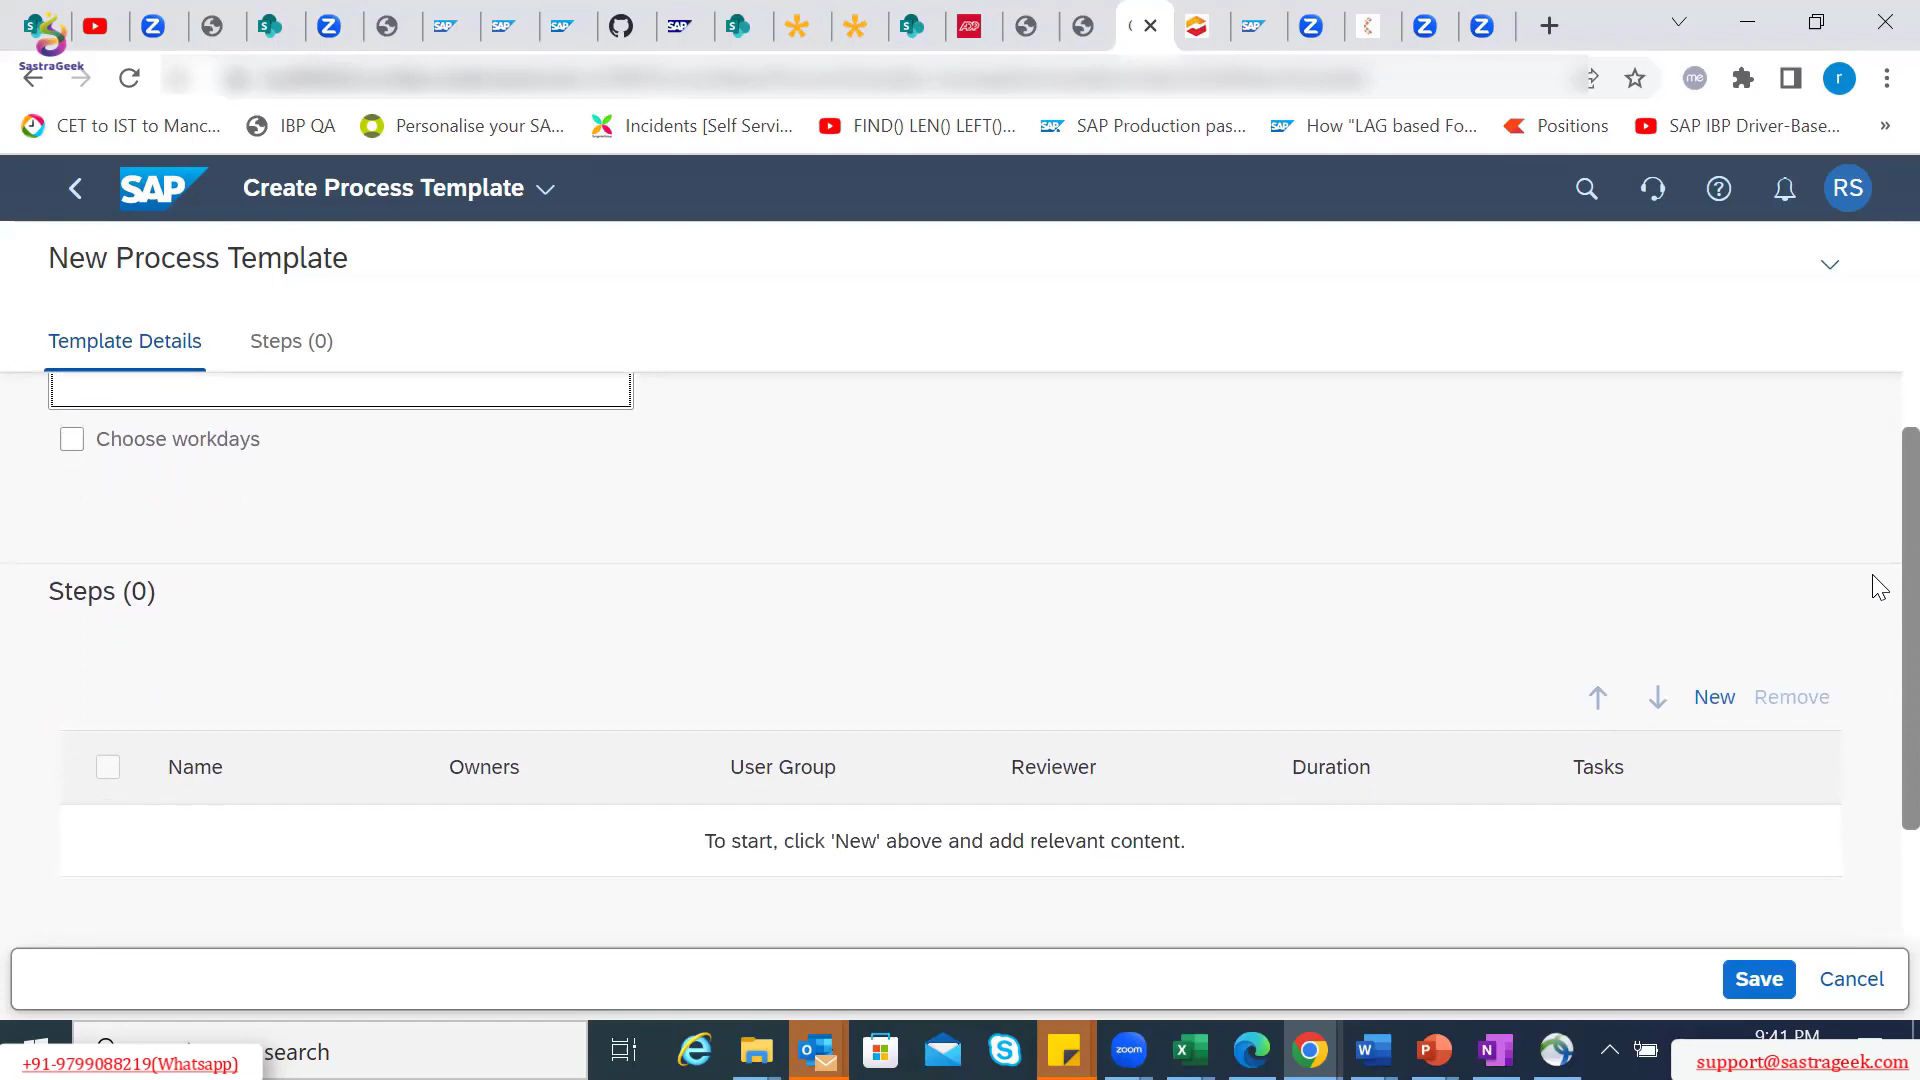 SastraGeek
CET to IST to Manc...
IBP QA
Personalise your SA...
Incidents [Self Servi...
FIND() LEN() LEFT()...
SAP Production pas...
How "LAG based Fo...
Positions
SAP IBP Driver-Base...
»
me
r
SAP Create Process Template
RS
New Process Template
Template Details
Steps (0)
Choose workdays
Steps (0)
New Remove
Name Owners User Group Reviewer Duration Tasks
To start, click 'New' above and add relevant content.
Save Cancel
search
zoom
9:41 PM
+91-9799088219(Whatsapp)
support@sastrageek.com